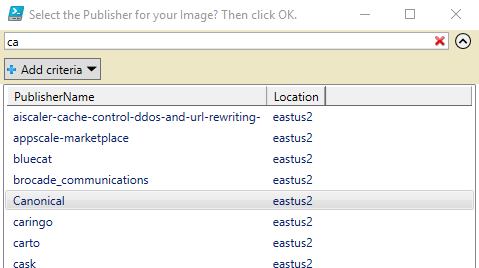 Select the Publisher for your Image? Then click OK.
ca
Add criteria
PublisherName Location
aiscaler-cache-control-ddos-and-url-rewriting- eastus2
appscale-marketplace eastus2
bluecat eastus2
brocade_communications eastus2
Canonical eastus2
caringo eastus2
carto eastus2
cask eastus2